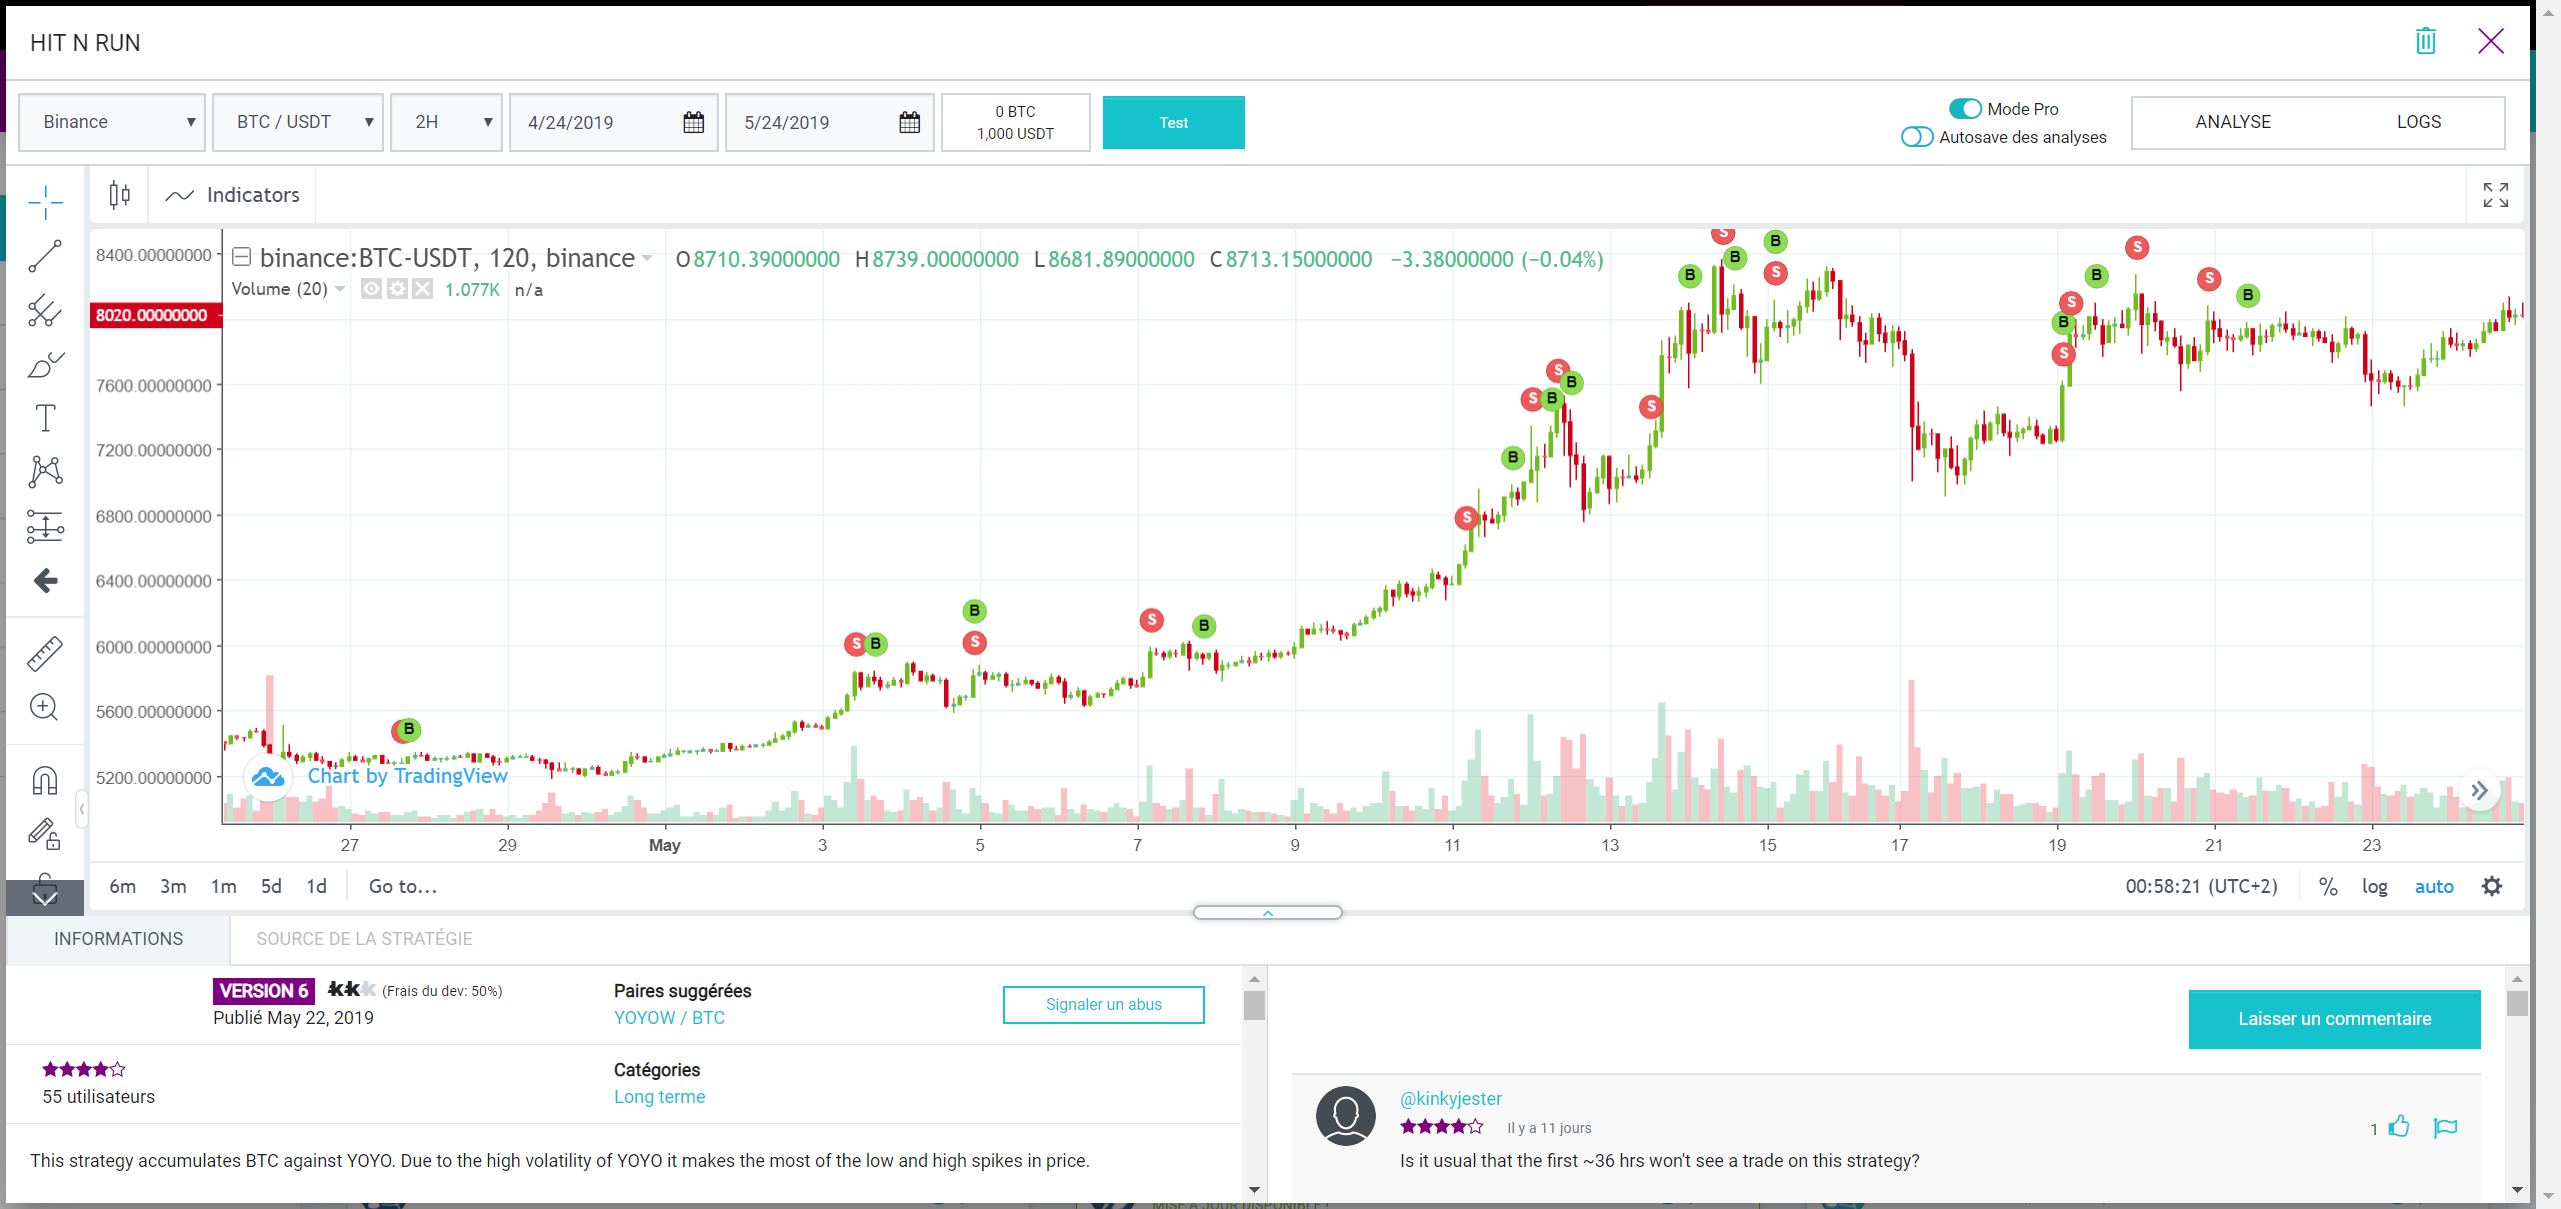 HIT N RUN
Binance
BTC / USDT
2H
4/24/2019
5/24/2019
0 BTC
1,000 USDT
Test
Mode Pro
Autosave des analyses
ANALYSE
LOGS
Indicators
binance:BTC-USDT, 120, binance
O8710.39000000 H8739.00000000 L8681.89000000 C8713.15000000 −3.38000000 (−0.04%)
Volume (20) 1.077K n/a
8400.00000000
8020.00000000
7600.00000000
7200.00000000
6800.00000000
6400.00000000
6000.00000000
5600.00000000
5200.00000000
S
B
B
S
B
S
B
S
B
S
S
B
S
B
B
S
S
B
S
B
S
B
B
S
S
B
B
S
S
B
Chart by TradingView
27 29 May 3 5 7 9 11 13 15 17 19 21 23
6m 3m 1m 5d 1d Go to...
00:58:21 (UTC+2) % log auto
INFORMATIONS
SOURCE DE LA STRATÉGIE
VERSION 6 (Frais du dev: 50%)
Publié May 22, 2019
Paires suggérées
YOYOW / BTC
Signaler un abus
55 utilisateurs
Catégories
Long terme
This strategy accumulates BTC against YOYO. Due to the high volatility of YOYO it makes the most of the low and high spikes in price.
Laisser un commentaire
@kinkyjester
Il y a 11 jours
1
Is it usual that the first ~36 hrs won't see a trade on this strategy?
MISE À JOUR DISPONIBLE !